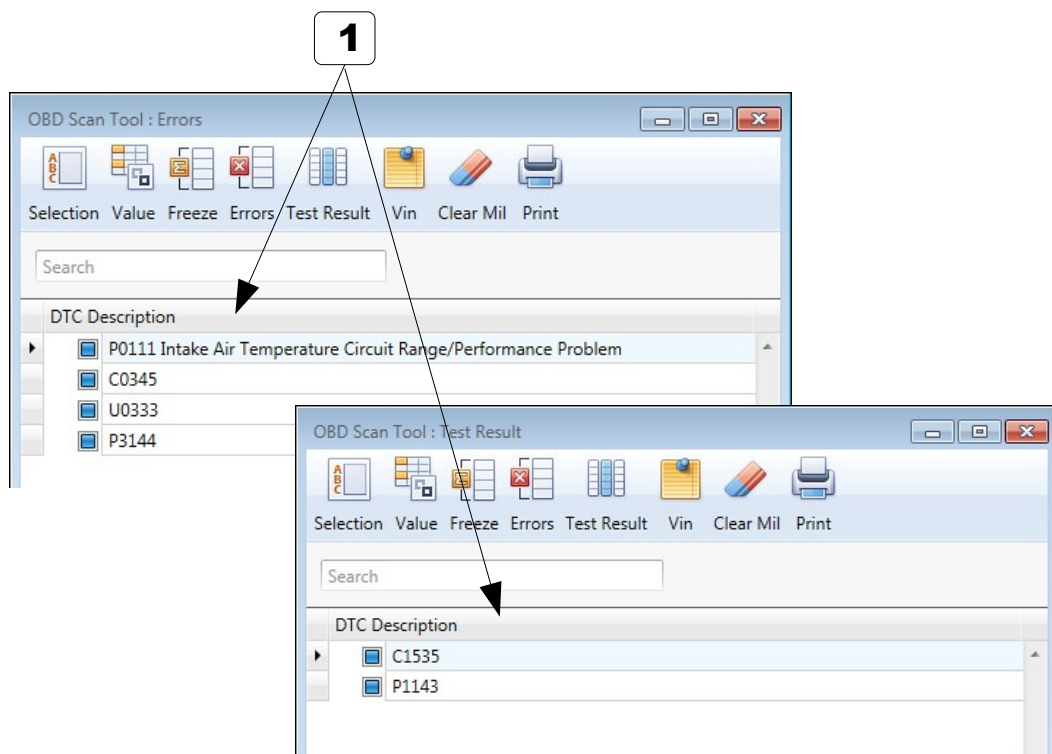 1
OBD Scan Tool : Errors
Selection Value Freeze Errors Test Result Vin Clear Mil Print
Search
DTC Description
P0111 Intake Air Temperature Circuit Range/Performance Problem
C0345
U0333
P3144
OBD Scan Tool : Test Result
Selection Value Freeze Errors Test Result Vin Clear Mil Print
Search
DTC Description
C1535
P1143